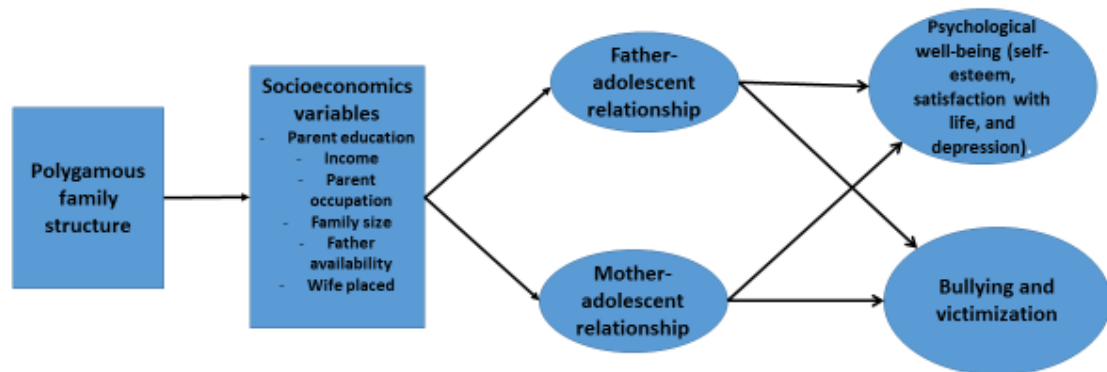 Polygamous
family
structure
Socioeconomics
variables
- Parent education
- Income
- Parent
occupation
- Family size
- Father
availability
- Wife placed
Father-
adolescent
relationship
Mother-
adolescent
relationship
Psychological
well-being (self-
esteem,
satisfaction with
life, and
depression).
Bullying and
victimization